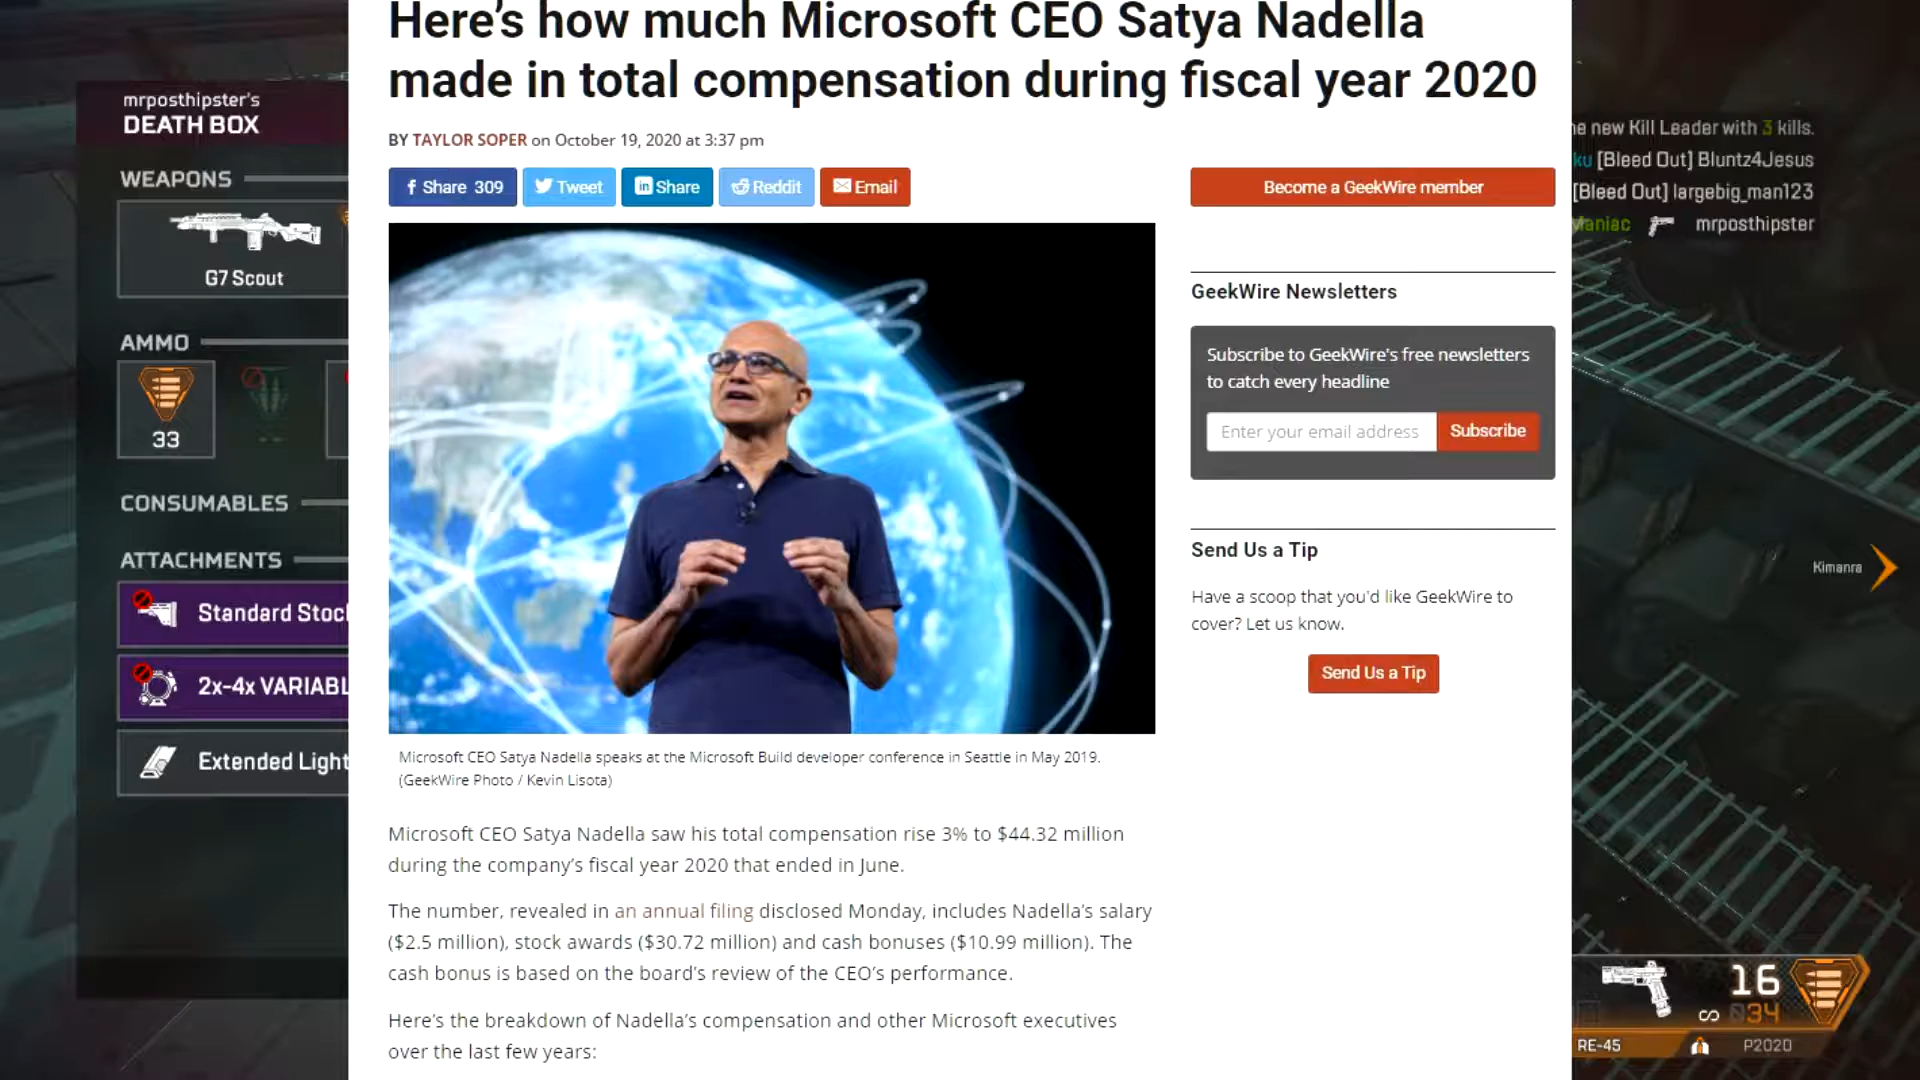 Here's how much Microsoft CEO Satya Nadella
made in total compensation during fiscal year 2020
BY TAYLOR SOPER on October 19, 2020 at 3:37 pm
Share 309
Tweet
in Share
Reddit
Email
Microsoft CEO Satya Nadella speaks at the Microsoft Build developer conference in Seattle in May 2019.
(GeekWire Photo / Kevin Lisota)
Microsoft CEO Satya Nadella saw his total compensation rise 3% to $44.32 million
during the company's fiscal year 2020 that ended in June.
The number, revealed in an annual filing disclosed Monday, includes Nadella's salary
($2.5 million), stock awards ($30.72 million) and cash bonuses ($10.99 million). The
cash bonus is based on the board's review of the CEO's performance.
Here's the breakdown of Nadella's compensation and other Microsoft executives
over the last few years:
Become a GeekWire member
GeekWire Newsletters
Subscribe to GeekWire's free newsletters
to catch every headline
Enter your email address
Subscribe
Send Us a Tip
Have a scoop that you'd like GeekWire to
cover? Let us know.
Send Us a Tip
mrposthipster's
DEATH BOX
WEAPONS
G7 Scout
AMMO
33
--
CONSUMABLES
ATTACHMENTS
Standard Stock
2x-4x VARIABL
Extended Light
new Kill Leader with 3 kills.
ku [Bleed Out] Bluntz4Jesus
[Bleed Out] largebig_man123
Maniac mrposthipster
Kimanra
16
∞ 034
RE-45
P2020